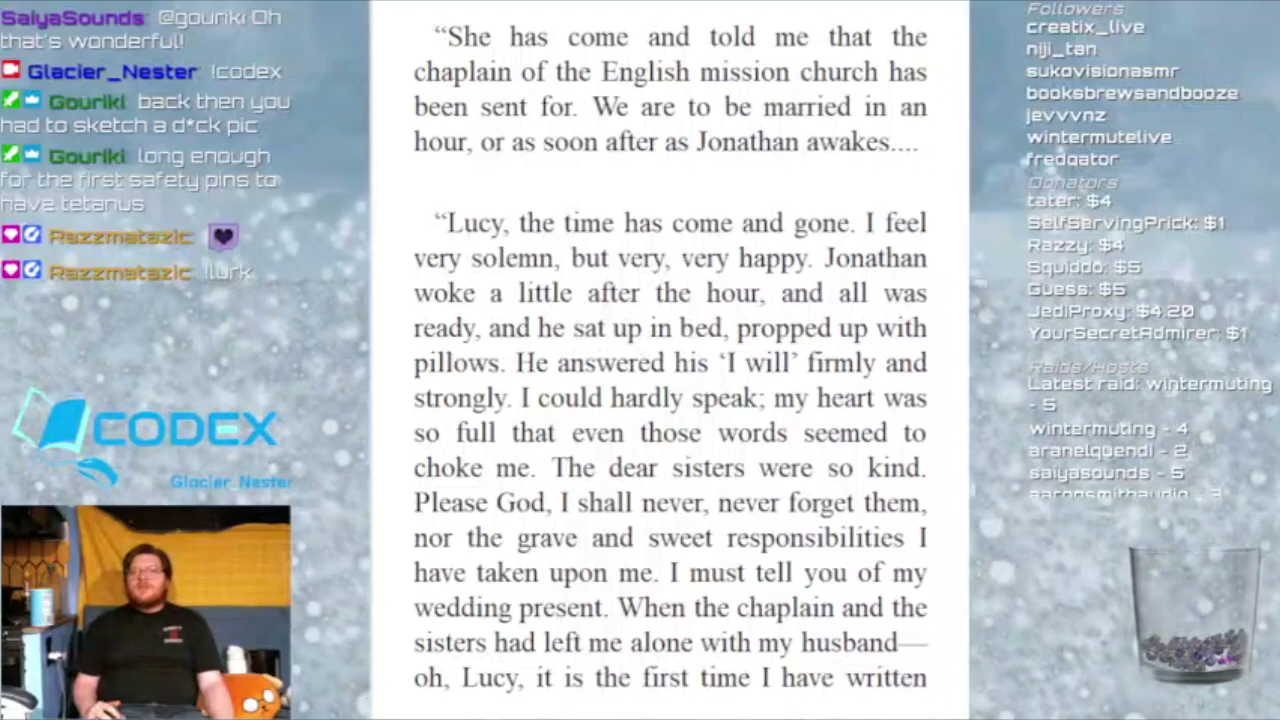 SaiyaSounds: @gouriki Oh
that's wonderful!
Glacier_Nester !codex
Gouriki: back then you
had to sketch a d*ck pic
Gouriki: long enough
for the first safety pins to
have tetanus
Razzmatazic:
Razzmatazic: !lurk
CODEX
Glacier_Nester
“She has come and told me that the
chaplain of the English mission church has
been sent for. We are to be married in an
hour, or as soon after as Jonathan awakes....
“Lucy, the time has come and gone. I feel
very solemn, but very, very happy. Jonathan
woke a little after the hour, and all was
ready, and he sat up in bed, propped up with
pillows. He answered his ‘I will’ firmly and
strongly. I could hardly speak; my heart was
so full that even those words seemed to
choke me. The dear sisters were so kind.
Please God, I shall never, never forget them,
nor the grave and sweet responsibilities I
have taken upon me. I must tell you of my
wedding present. When the chaplain and the
sisters had left me alone with my husband—
oh, Lucy, it is the first time I have written
Followers
creatix_live
niji_tan
sukovisionasmr
booksbrewsandbooze
jevvvnz
wintermutelive
fredgator
Donators
tater: $4
SelfServingPrick: $1
Razzy: $4
Squiddo: $5
Guess: $5
JediProxy: $4.20
YourSecretAdmirer: $1
Raids/Hosts
Latest raid: wintermuting
- 5
wintermuting - 4
aranelquendi - 2
saiyasounds - 5